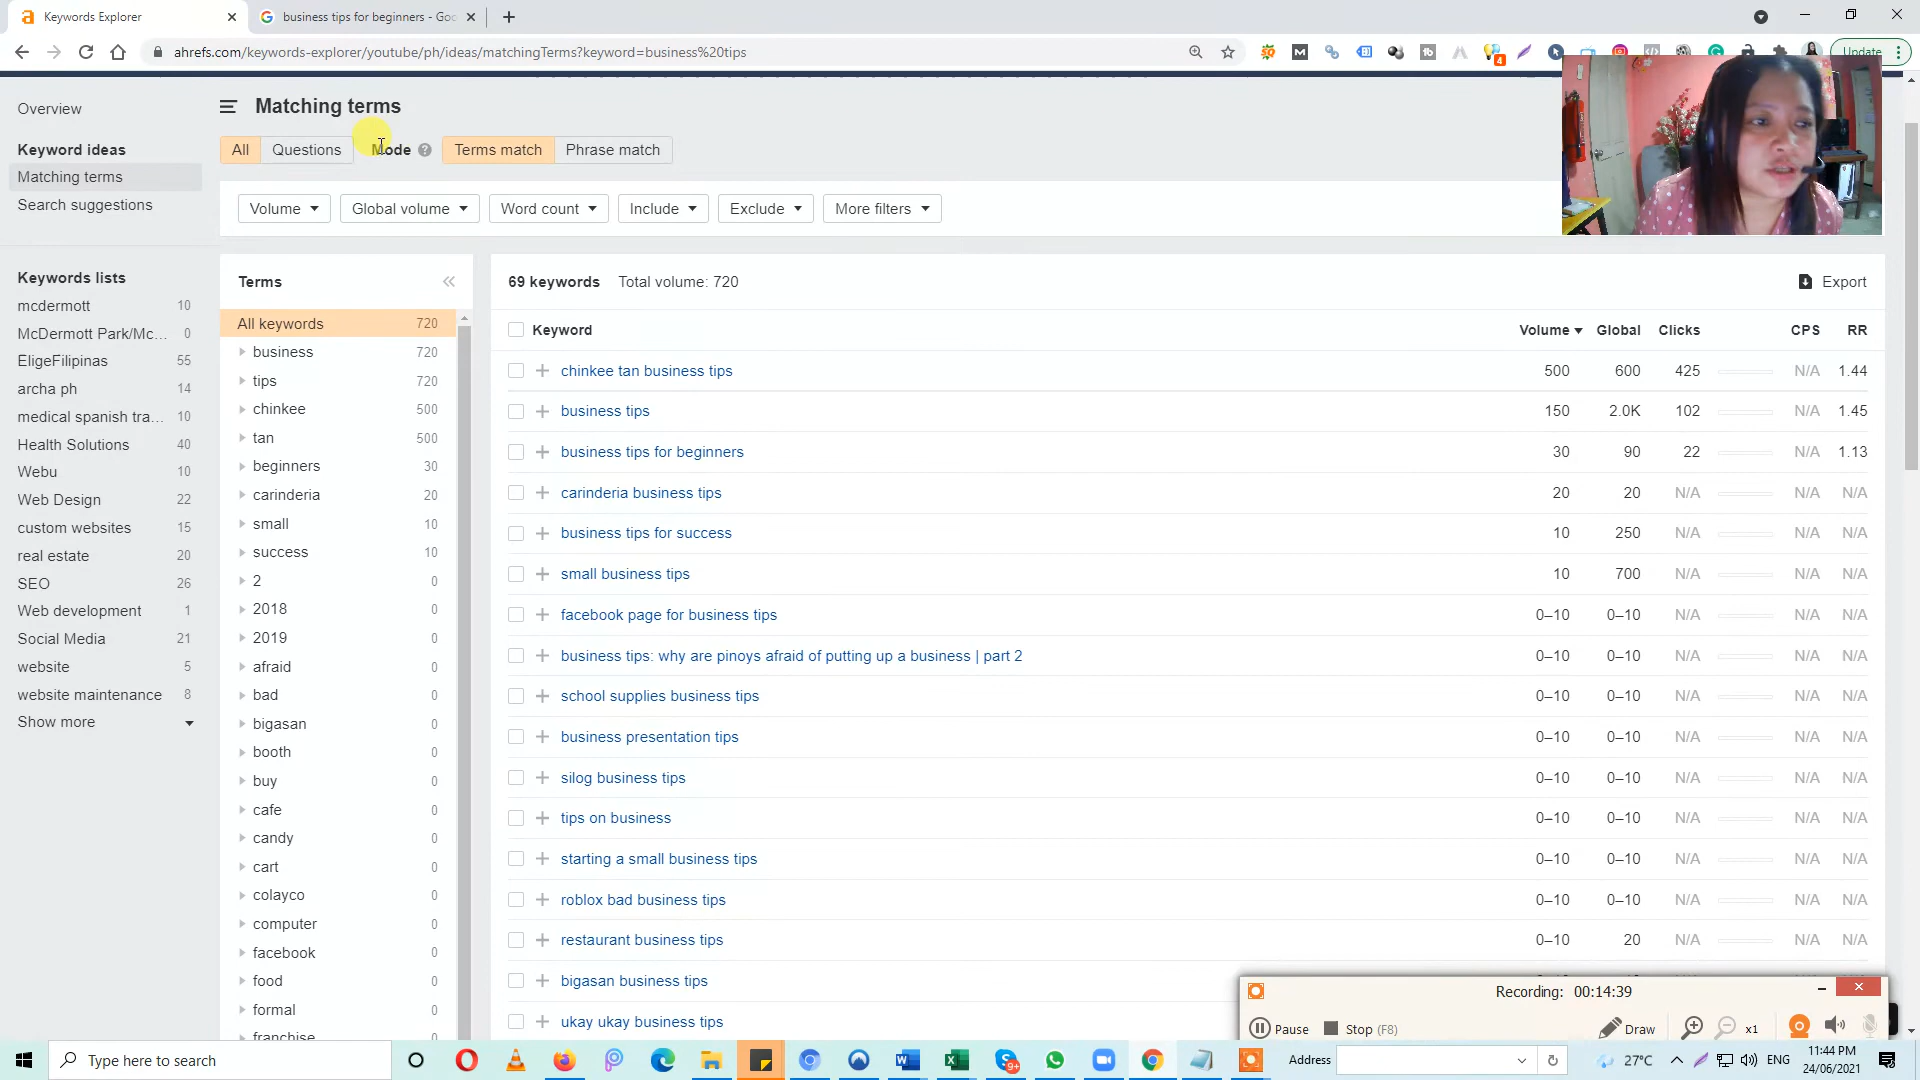 Keywords Explorer
business tips for beginners - Goo
Update
ahrefs.com/keywords-explorer/youtube/ph/ideas/matchingTerms?keyword=business%20tips
Overview
Keyword ideas
Matching terms
Search suggestions
Keywords lists
mcdermott 10
McDermott Park/Mc... 0
EligeFilipinas 55
archa ph 14
medical spanish tra... 10
Health Solutions 40
Webu 10
Web Design 22
custom websites 15
real estate 20
SEO 26
Web development 1
Social Media 21
website 5
website maintenance 8
Show more
Matching terms
All Questions Mode ? Terms match Phrase match
Volume Global volume Word count Include Exclude More filters
Terms
All keywords 720
business 720
tips 720
chinkee 500
tan 500
beginners 30
carinderia 20
small 10
success 10
2 0
2018 0
2019 0
afraid 0
bad 0
bigasan 0
booth 0
buy 0
cafe 0
candy 0
cart 0
colayco 0
computer 0
facebook 0
food 0
formal 0
franchise
69 keywords Total volume: 720 Export
Keyword Volume Global Clicks CPS RR
chinkee tan business tips 500 600 425 N/A 1.44
business tips 150 2.0K 102 N/A 1.45
business tips for beginners 30 90 22 N/A 1.13
carinderia business tips 20 20 N/A N/A N/A
business tips for success 10 250 N/A N/A N/A
small business tips 10 700 N/A N/A N/A
facebook page for business tips 0–10 0–10 N/A N/A N/A
business tips: why are pinoys afraid of putting up a business | part 2 0–10 0–10 N/A N/A N/A
school supplies business tips 0–10 0–10 N/A N/A N/A
business presentation tips 0–10 0–10 N/A N/A N/A
silog business tips 0–10 0–10 N/A N/A N/A
tips on business 0–10 0–10 N/A N/A N/A
starting a small business tips 0–10 0–10 N/A N/A N/A
roblox bad business tips 0–10 0–10 N/A N/A N/A
restaurant business tips 0–10 20 N/A N/A N/A
bigasan business tips
ukay ukay business tips
Recording: 00:14:39
Pause Stop (F8) Draw x1
Type here to search
Address
27°C
ENG
11:44 PM
24/06/2021